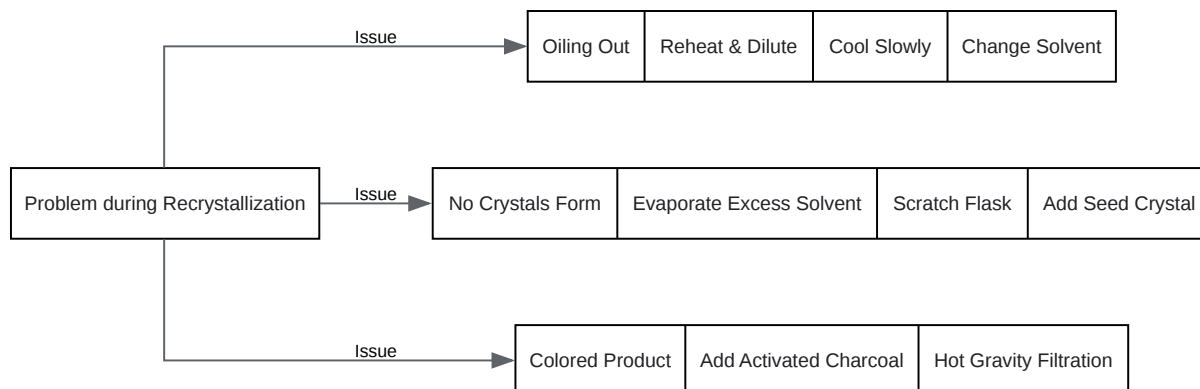 Issue
Oiling Out
Reheat & Dilute
Cool Slowly
Change Solvent
Problem during Recrystallization
Issue
No Crystals Form
Evaporate Excess Solvent
Scratch Flask
Add Seed Crystal
Issue
Colored Product
Add Activated Charcoal
Hot Gravity Filtration